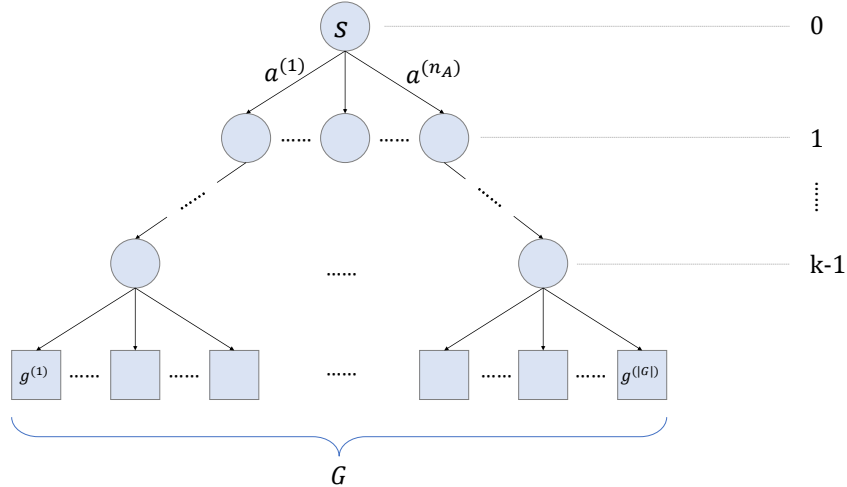 S 0
a^(1) a^(n_A)
...... ...... 1
...... ...... ......
...... k-1
g^(1) ...... ...... ...... ...... ...... g^(|G|)
G